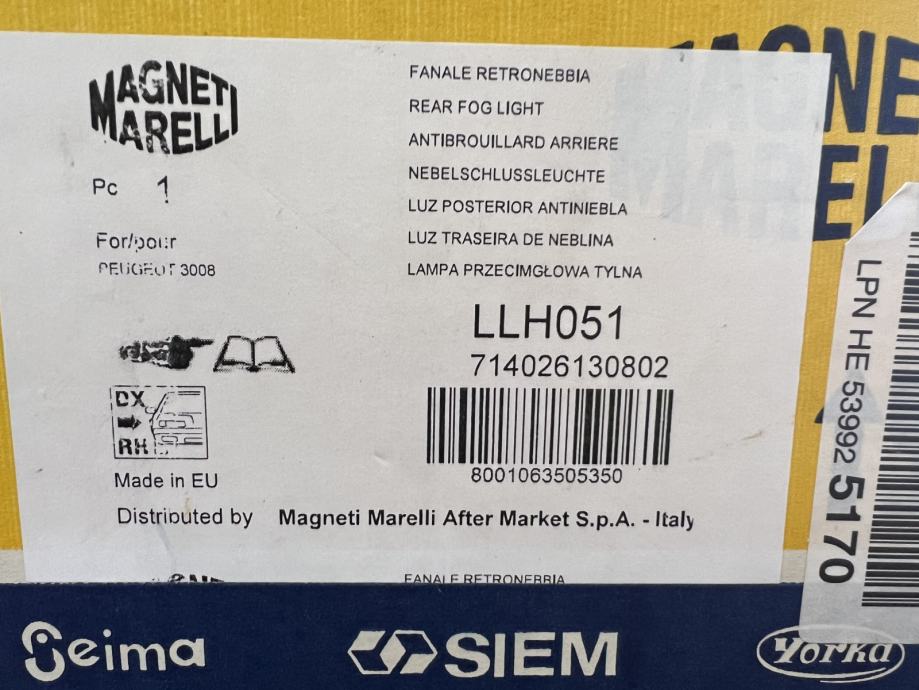 MAGNETI
MARELLI
Pc 1
For/pour
PEUGEOT 3008
DX
RH
Made in EU
Distributed by Magneti Marelli After Market S.p.A. - Italy
FANALE RETRONEBBIA
REAR FOG LIGHT
ANTIBROUILLARD ARRIERE
NEBELSCHLUSSLEUCHTE
LUZ POSTERIOR ANTINIEBLA
LUZ TRASEIRA DE NEBLINA
LAMPA PRZECIMGŁOWA TYLNA
LLH051
714026130802
8001063505350
FANALE RETRONEBBIA
LPN HE 53992 5170
Seima
SIEM
Yorka